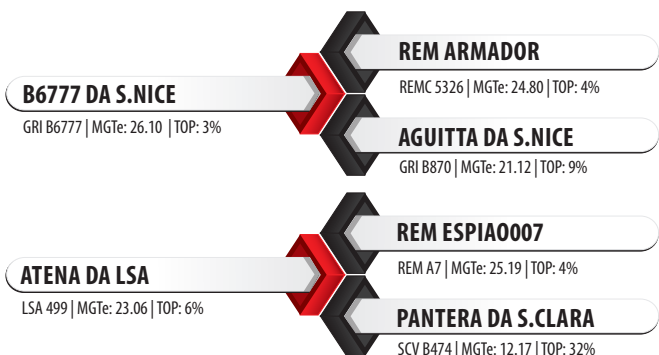 REM ARMADOR
REMC 5326 | MGTe: 24.80 | TOP: 4%
B6777 DA S.NICE
GRI B6777 | MGTe: 26.10 | TOP: 3%
AGUITTA DA S.NICE
GRI B870 | MGTe: 21.12 | TOP: 9%
REM ESPIAO007
REM A7 | MGTe: 25.19 | TOP: 4%
ATENA DA LSA
LSA 499 | MGTe: 23.06 | TOP: 6%
PANTERA DA S.CLARA
SCV B474 | MGTe: 12.17 | TOP: 32%